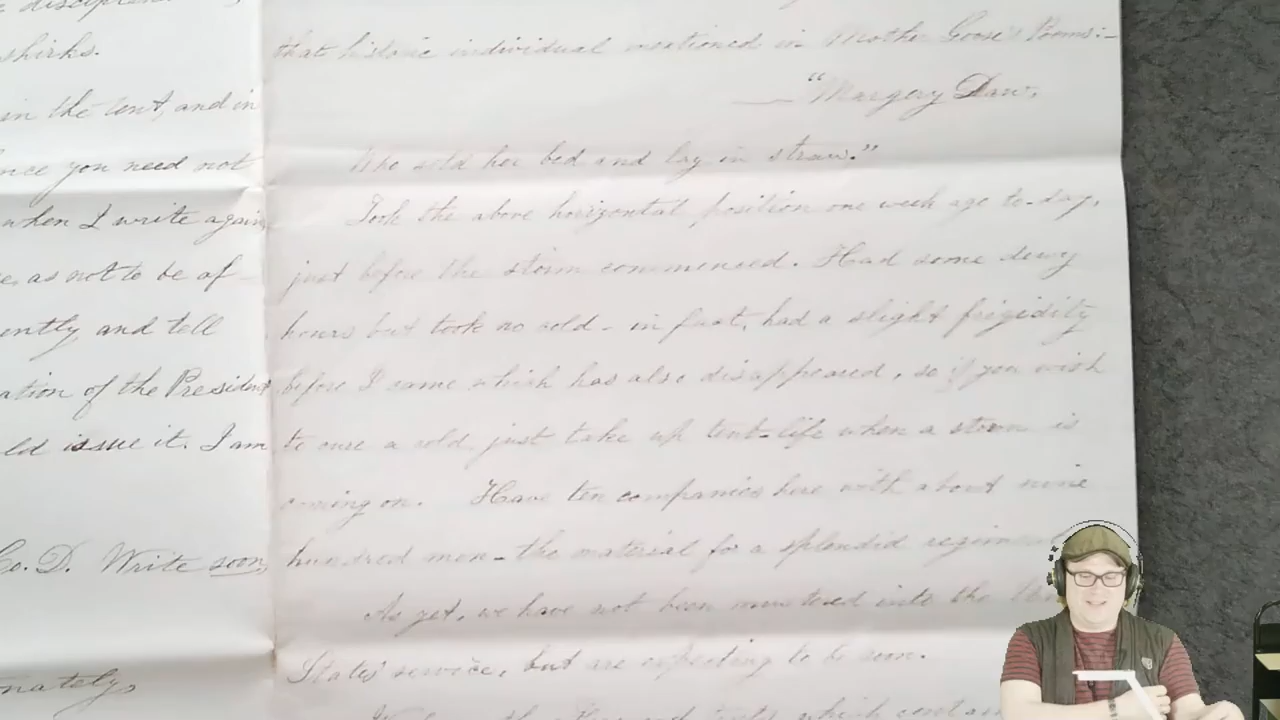 shirks.
in the tent, and in
nce you need not
when I write again
e, as not to be af-
ently, and tell
ation of the President
ld issue it. I am
Co. D. Write soon,
nately,
that historic individual mentioned in Mother Goose's Poems:-
"Margery Daw,
Who sold her bed and lay in straw."
Took the above horizontal position one week ago to-day,
just before the storm commenced. Had some dewy
hours but took no cold - in fact, had a slight frigidity
before I came which has also disappeared, so if you wish
to cure a cold, just take up tent-life when a storm is
coming on. Have ten companies here with about nine
hundred men - the material for a splendid
As yet, we have not been mustered into the
States' service, but are expecting to be soon.